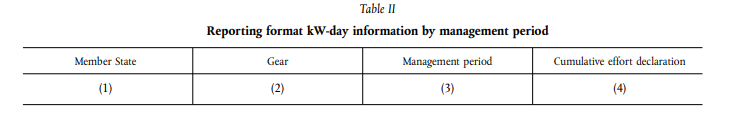 Table II
Reporting format kW-day information by management period
Member State Gear Management period Cumulative effort declaration
(1) (2) (3) (4)